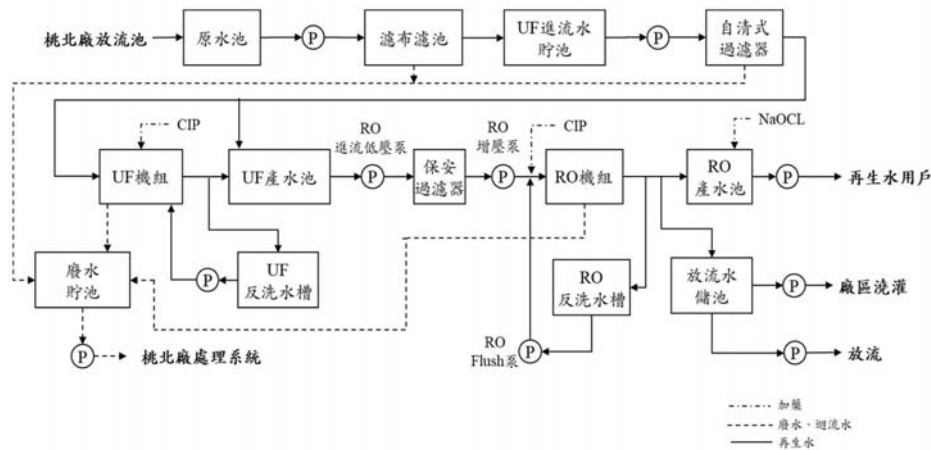 桃北廠放流池
原水池
P
濾布濾池
UF進流水
貯池
P
自清式
過濾器
CIP
UF機組
UF產水池
RO
進流低壓泵
P
保安
過濾器
RO
增壓泵
P
CIP
RO機組
NaOCL
RO
產水池
P
再生水用戶
廢水
貯池
P
UF
反洗水槽
RO
反洗水槽
放流水
儲池
P
廠區澆灌
P
桃北廠處理系統
RO
Flush泵
P
P
放流
加藥
廢水、迴流水
再生水